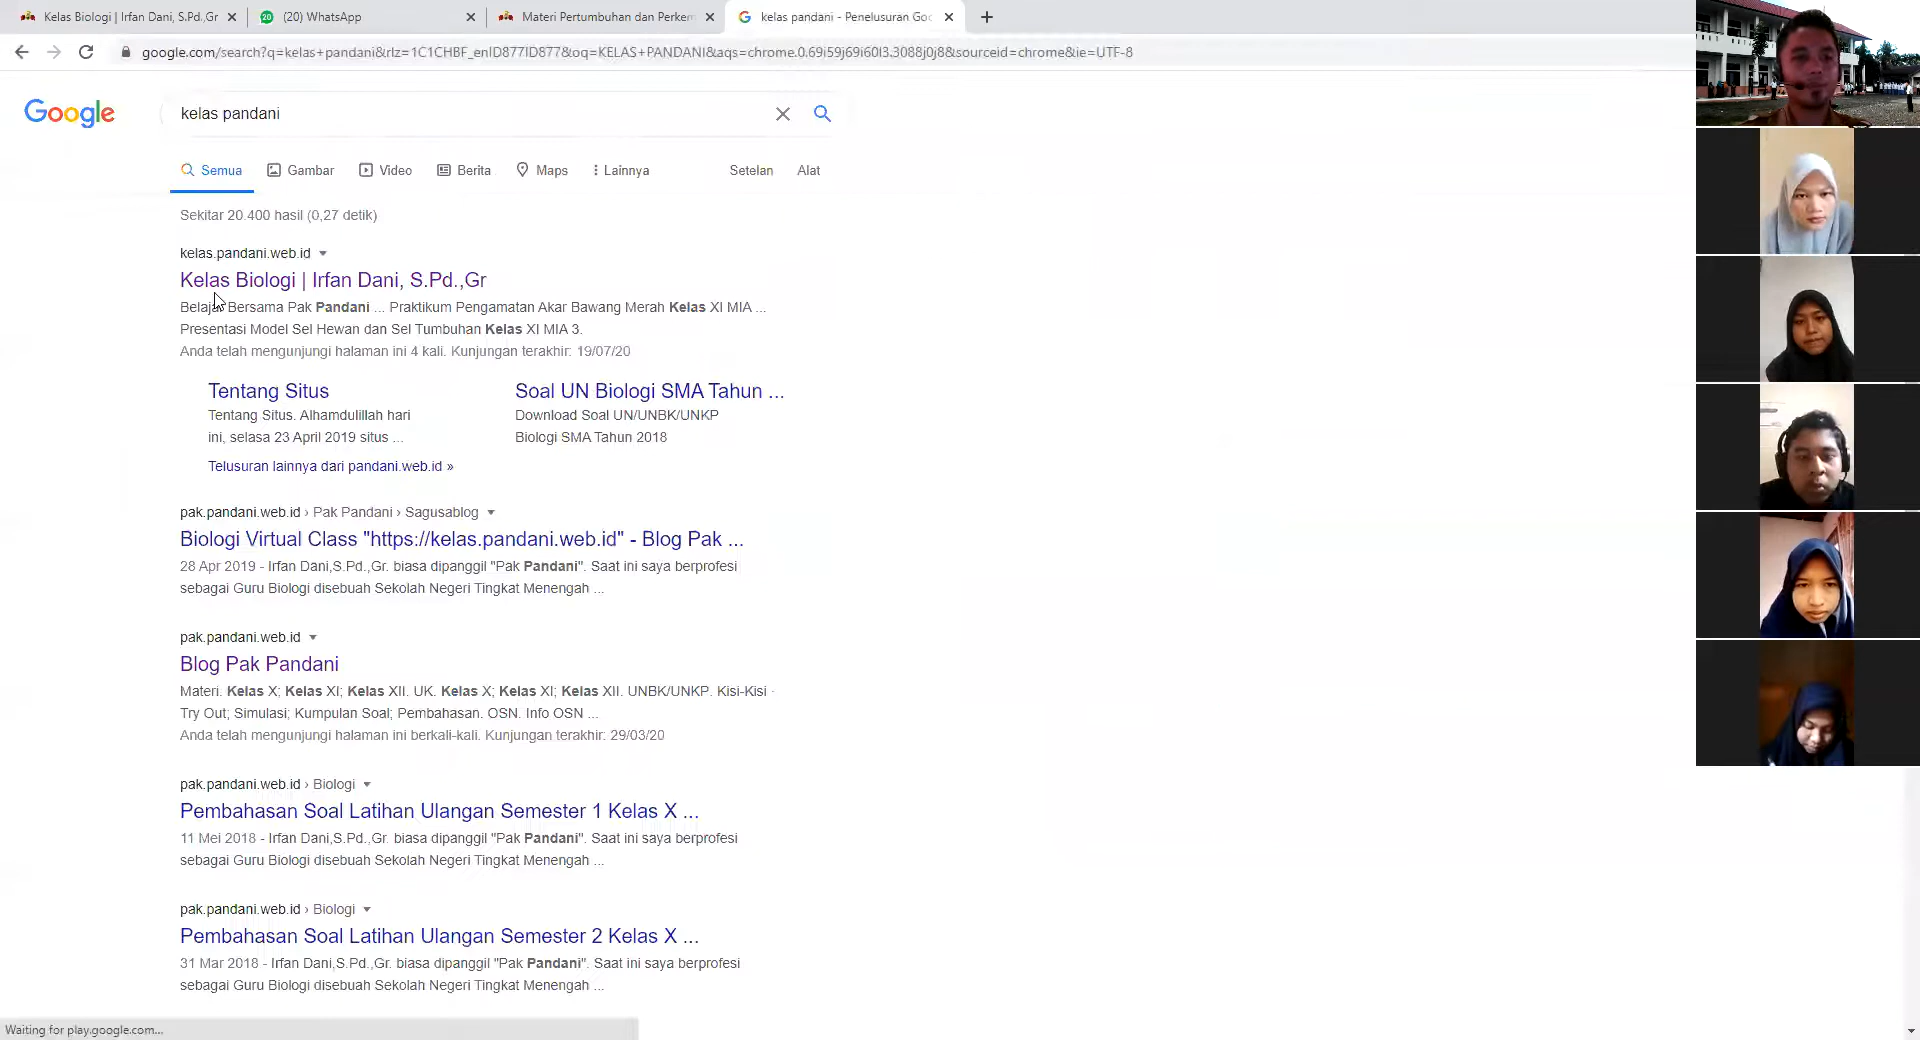 Kelas Biologi | Irfan Dani, S.Pd.,Gr
20
(20) WhatsApp
Materi Pertumbuhan dan Perkem
kelas pandani - Penelusuran Goo
google.com/search?q=kelas+pandani&rlz=1C1CHBF_enID877ID877&oq=KELAS+PANDANI&aqs=chrome.0.69i59j69i60l3.3088j0j8&sourceid=chrome&ie=UTF-8
Google
kelas pandani
Semua Gambar Video Berita Maps Lainnya Setelan Alat
Sekitar 20.400 hasil (0,27 detik)
kelas.pandani.web.id
Kelas Biologi | Irfan Dani, S.Pd.,Gr
Belajar Bersama Pak Pandani ... Praktikum Pengamatan Akar Bawang Merah Kelas XI MIA ...
Presentasi Model Sel Hewan dan Sel Tumbuhan Kelas XI MIA 3.
Anda telah mengunjungi halaman ini 4 kali. Kunjungan terakhir: 19/07/20
Tentang Situs
Tentang Situs. Alhamdulillah hari
ini, selasa 23 April 2019 situs ...
Soal UN Biologi SMA Tahun ...
Download Soal UN/UNBK/UNKP
Biologi SMA Tahun 2018
Telusuran lainnya dari pandani.web.id »
pak.pandani.web.id › Pak Pandani › Sagusablog
Biologi Virtual Class "https://kelas.pandani.web.id" - Blog Pak ...
28 Apr 2019 - Irfan Dani,S.Pd.,Gr. biasa dipanggil "Pak Pandani". Saat ini saya berprofesi
sebagai Guru Biologi disebuah Sekolah Negeri Tingkat Menengah ...
pak.pandani.web.id
Blog Pak Pandani
Materi. Kelas X; Kelas XI; Kelas XII. UK. Kelas X; Kelas XI; Kelas XII. UNBK/UNKP. Kisi-Kisi ·
Try Out; Simulasi; Kumpulan Soal; Pembahasan. OSN. Info OSN ...
Anda telah mengunjungi halaman ini berkali-kali. Kunjungan terakhir: 29/03/20
pak.pandani.web.id › Biologi
Pembahasan Soal Latihan Ulangan Semester 1 Kelas X ...
11 Mei 2018 - Irfan Dani,S.Pd.,Gr. biasa dipanggil "Pak Pandani". Saat ini saya berprofesi
sebagai Guru Biologi disebuah Sekolah Negeri Tingkat Menengah ...
pak.pandani.web.id › Biologi
Pembahasan Soal Latihan Ulangan Semester 2 Kelas X ...
31 Mar 2018 - Irfan Dani,S.Pd.,Gr. biasa dipanggil "Pak Pandani". Saat ini saya berprofesi
sebagai Guru Biologi disebuah Sekolah Negeri Tingkat Menengah ...
Waiting for play.google.com...